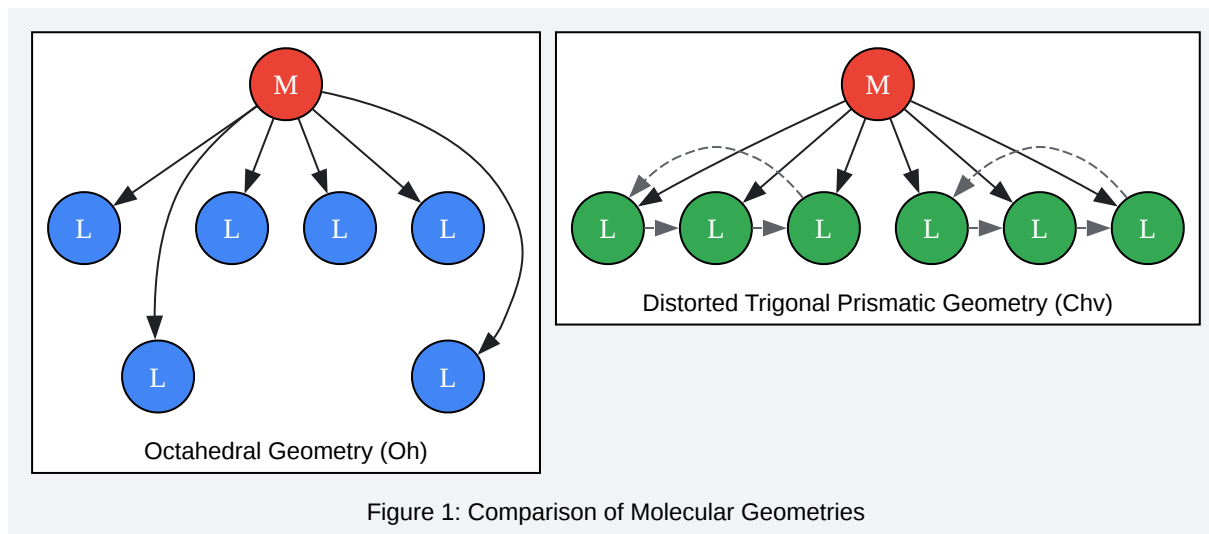 M
L L L L
L L
Octahedral Geometry (Oh)
M
L L L L L L
Distorted Trigonal Prismatic Geometry (Chv)
Figure 1: Comparison of Molecular Geometries